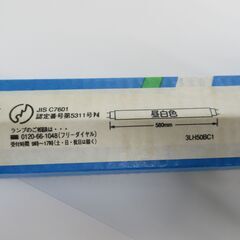 JIS C7601
認定番号第5311号
ランプのご相談は・・・
0120-66-1048(フリーダイヤル)
受付時間 9時〜17時(土・日・祝日は除く)
昼白色
580mm
3LH50BC1